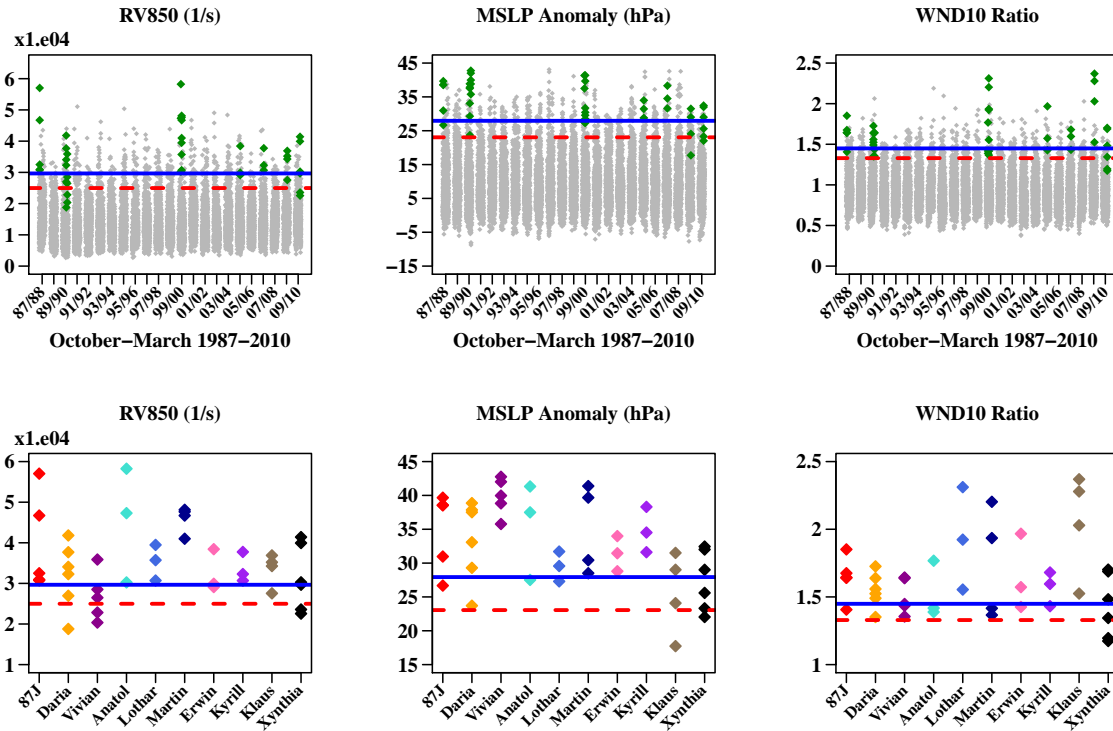 RV850 (1/s)
MSLP Anomaly (hPa)
WND10 Ratio
x1.e04
6
5
4
3
2
1
0
45
35
25
15
5
−5
−15
2.5
2
1.5
1
0.5
0
87/88
89/90
91/92
93/94
95/96
97/98
99/00
01/02
03/04
05/06
07/08
09/10
87/88
89/90
91/92
93/94
95/96
97/98
99/00
01/02
03/04
05/06
07/08
09/10
87/88
89/90
91/92
93/94
95/96
97/98
99/00
01/02
03/04
05/06
07/08
09/10
October−March 1987−2010
October−March 1987−2010
October−March 1987−2010
RV850 (1/s)
MSLP Anomaly (hPa)
WND10 Ratio
x1.e04
6
5
4
3
2
1
45
40
35
30
25
20
15
2.5
2
1.5
1
87J
Daria
Vivian
Anatol
Lothar
Martin
Erwin
Kyrill
Klaus
Xynthia
87J
Daria
Vivian
Anatol
Lothar
Martin
Erwin
Kyrill
Klaus
Xynthia
87J
Daria
Vivian
Anatol
Lothar
Martin
Erwin
Kyrill
Klaus
Xynthia